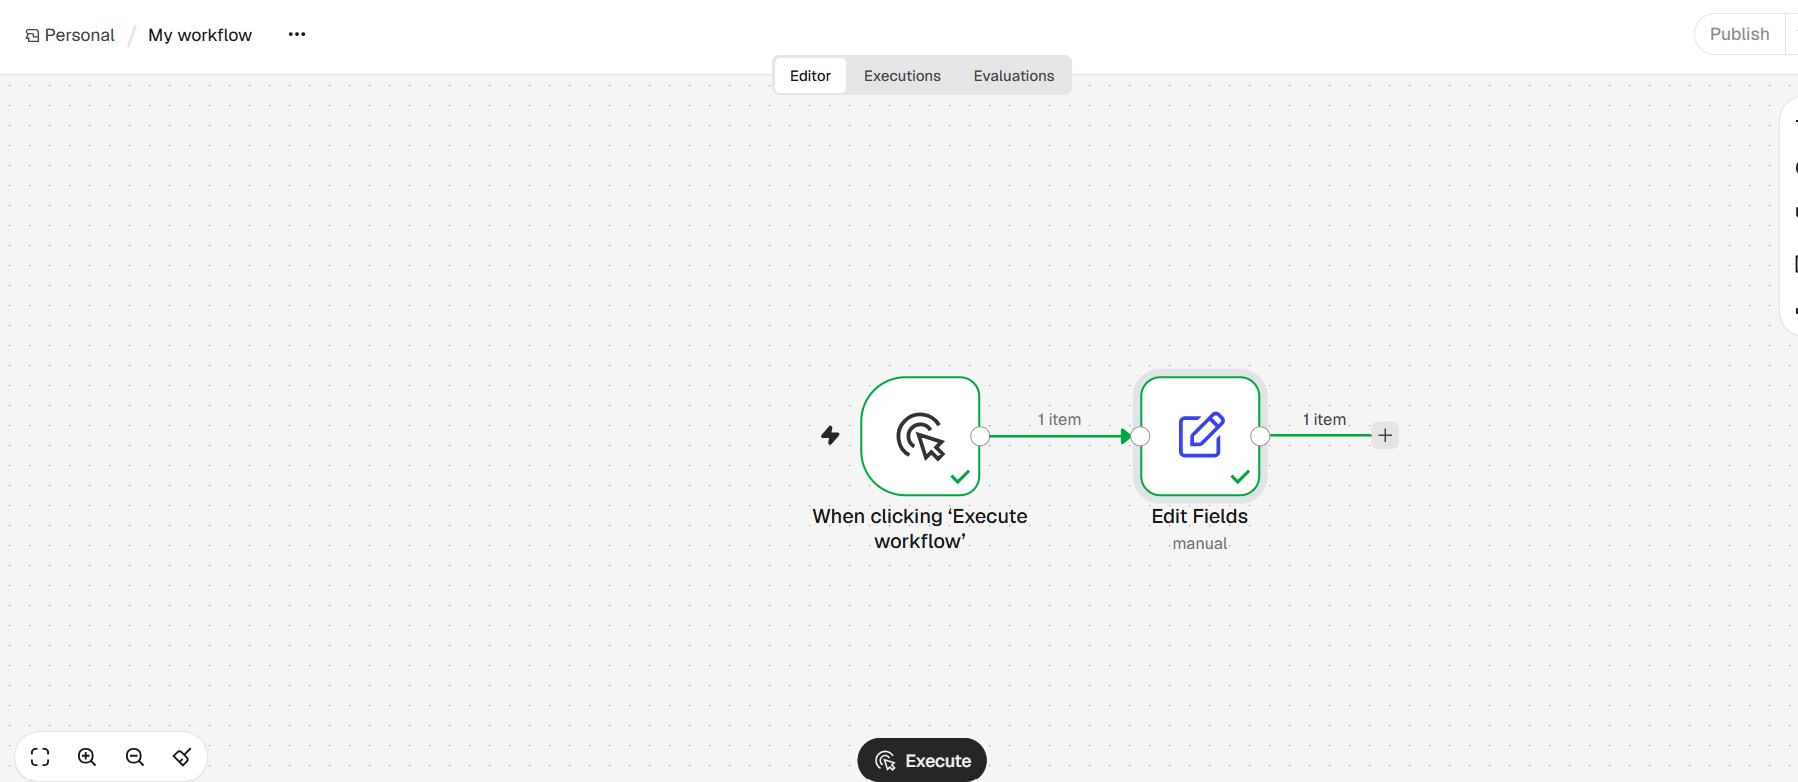 Personal / My workflow ...
Publish
Editor Executions Evaluations
1 item
1 item
When clicking ‘Execute
workflow’
Edit Fields
manual
Execute